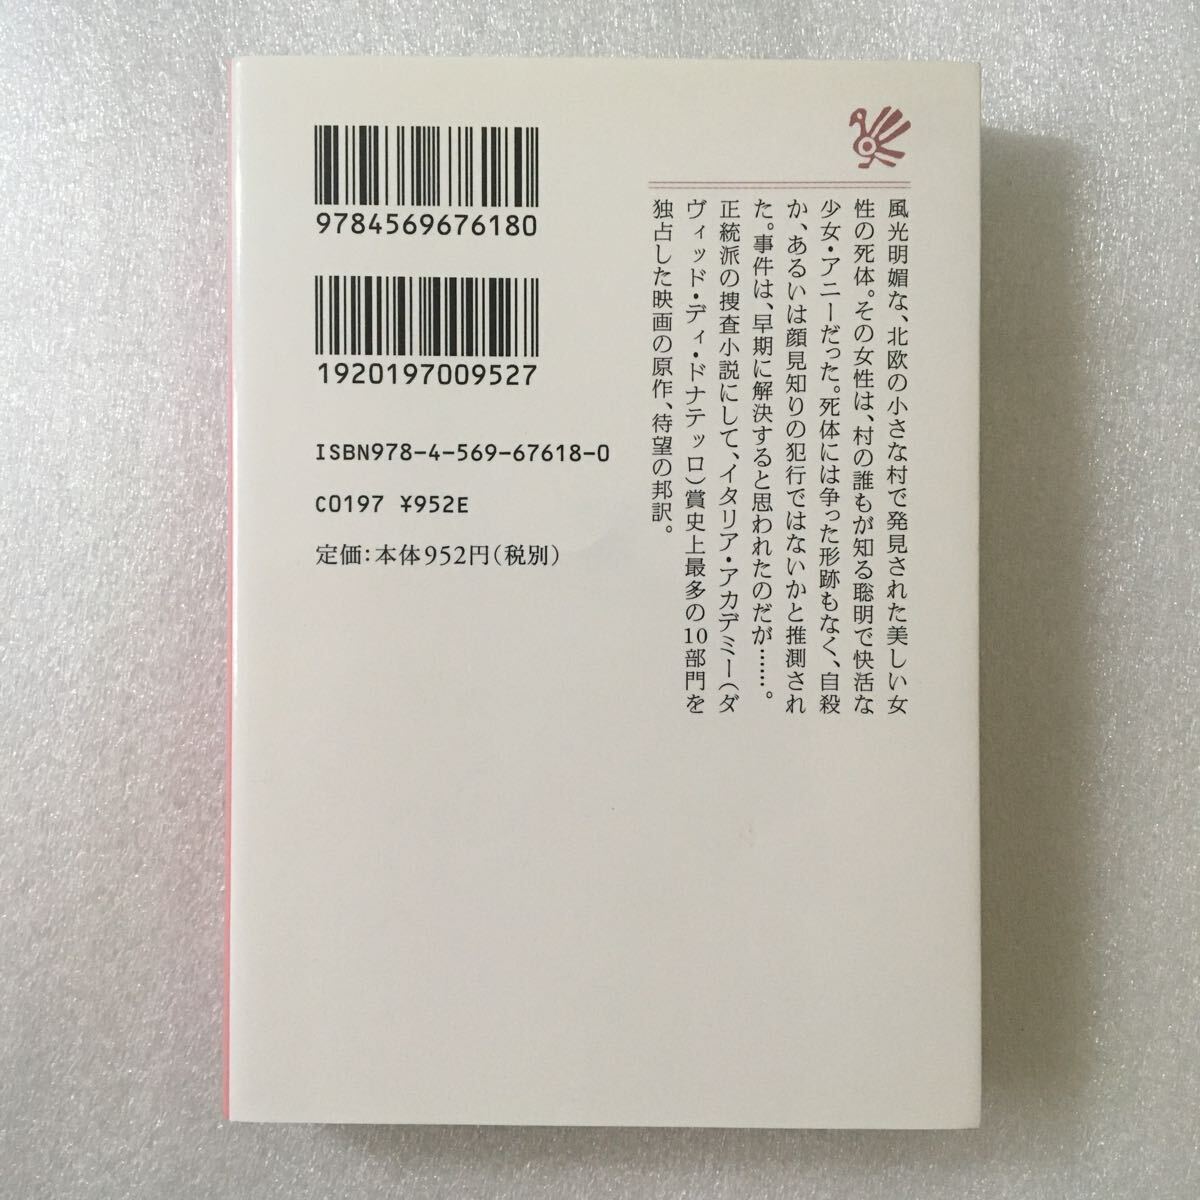 9784569676180
1920197009527
ISBN978-4-569-67618-0
C0197 ¥952E
定価：本体952円（税別）
風光明媚な、北欧の小さな村で発見された美しい女
性の死体。その女性は、村の誰もが知る聡明で快活な
少女・アニーだった。死体には争った形跡もなく、自殺
か、あるいは顔見知りの犯行ではないかと推測され
た。事件は、早期に解決すると思われたのだが……。
正統派の捜査小説にして、イタリア・アカデミー（ダ
ヴィッド・ディ・ドナテッロ）賞史上最多の10部門を
独占した映画の原作、待望の邦訳。